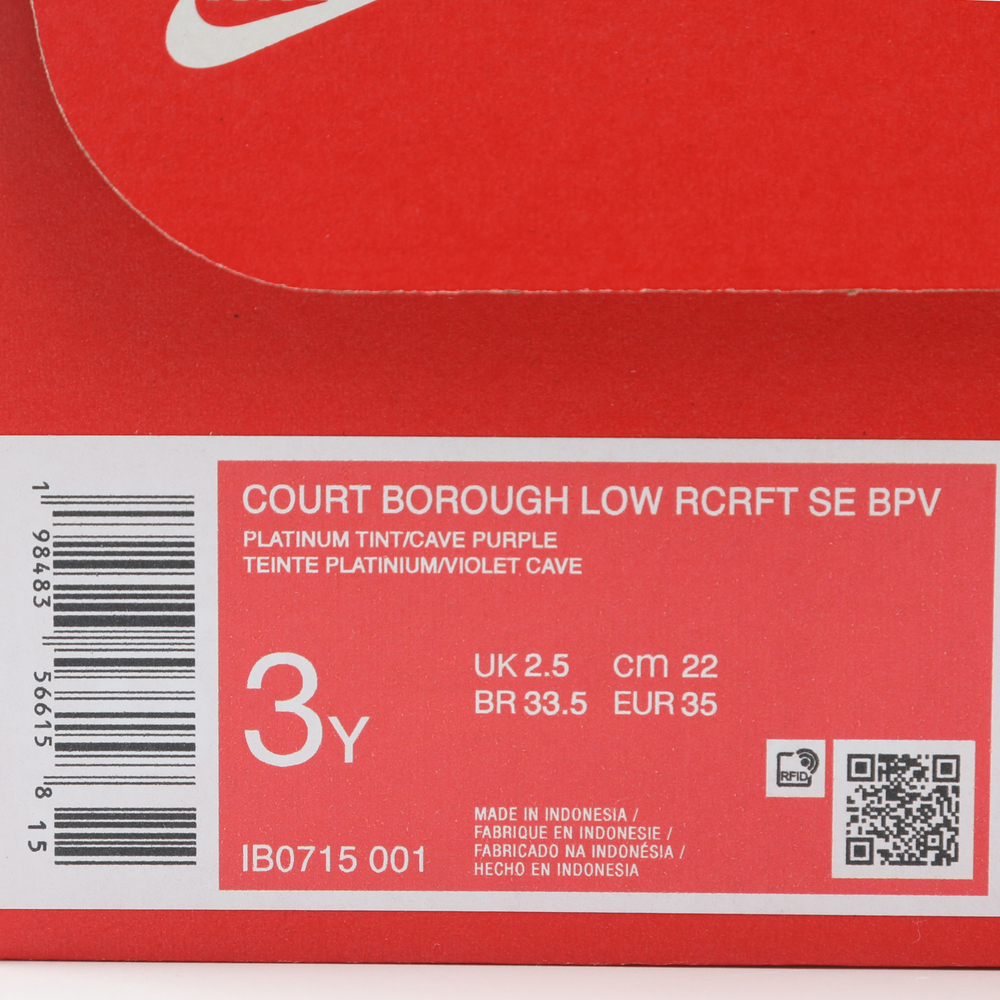 COURT BOROUGH LOW RCRFT SE BPV
PLATINUM TINT/CAVE PURPLE
TEINTE PLATINIUM/VIOLET CAVE
3Y
UK 2.5 cm 22
BR 33.5 EUR 35
RFID
MADE IN INDONESIA /
FABRIQUE EN INDONESIE /
FABRICADO NA INDONÉSIA /
HECHO EN INDONESIA
IB0715 001
1 98483 56615 8 15